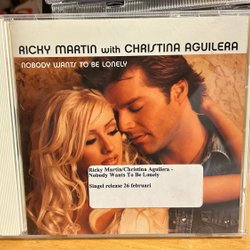 RICKY MARTIN with CHRISTINA AGUILERA
NOBODY WANTS TO BE LONELY
Ricky Martin/Christina Aguilera -
Nobody Wants To Be Lonely
Singel release 26 februari